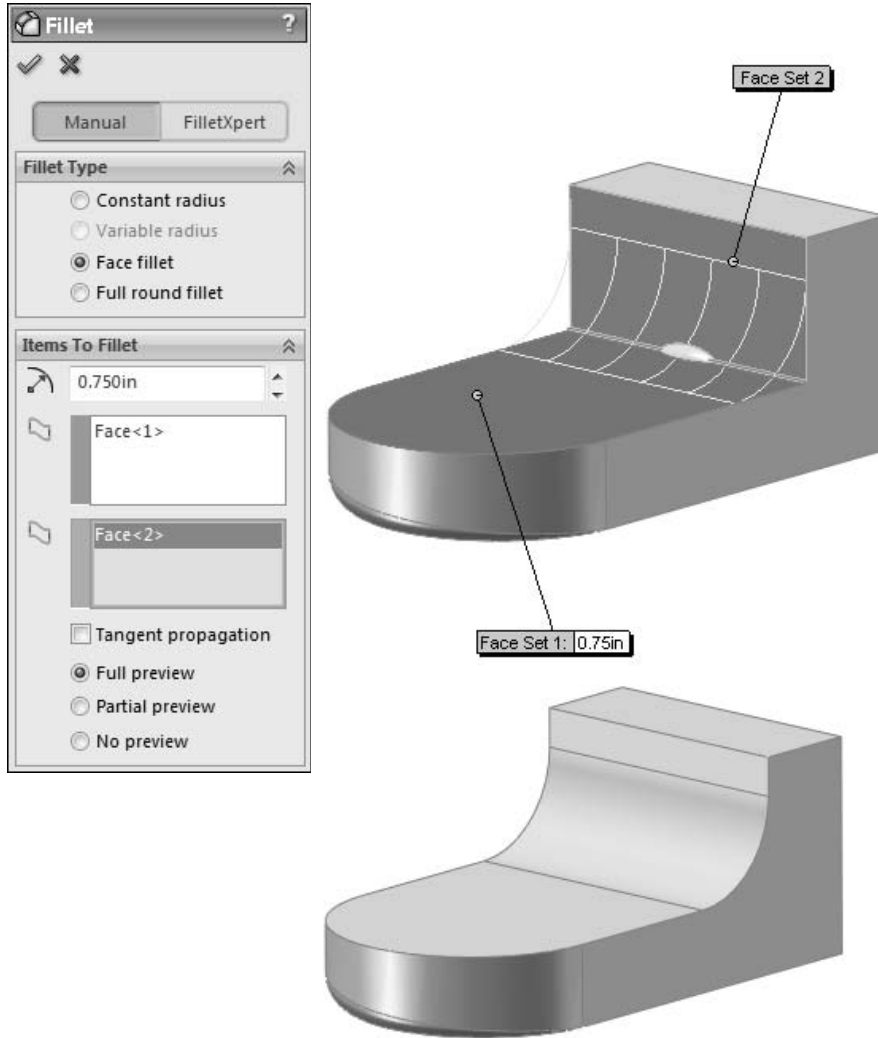 Fillet ?
Manual FilletXpert
Fillet Type
Constant radius
Variable radius
Face fillet
Full round fillet
Items To Fillet
0.750in
Face<1>
Face<2>
Tangent propagation
Full preview
Partial preview
No preview
Face Set 2
Face Set 1: 0.75in